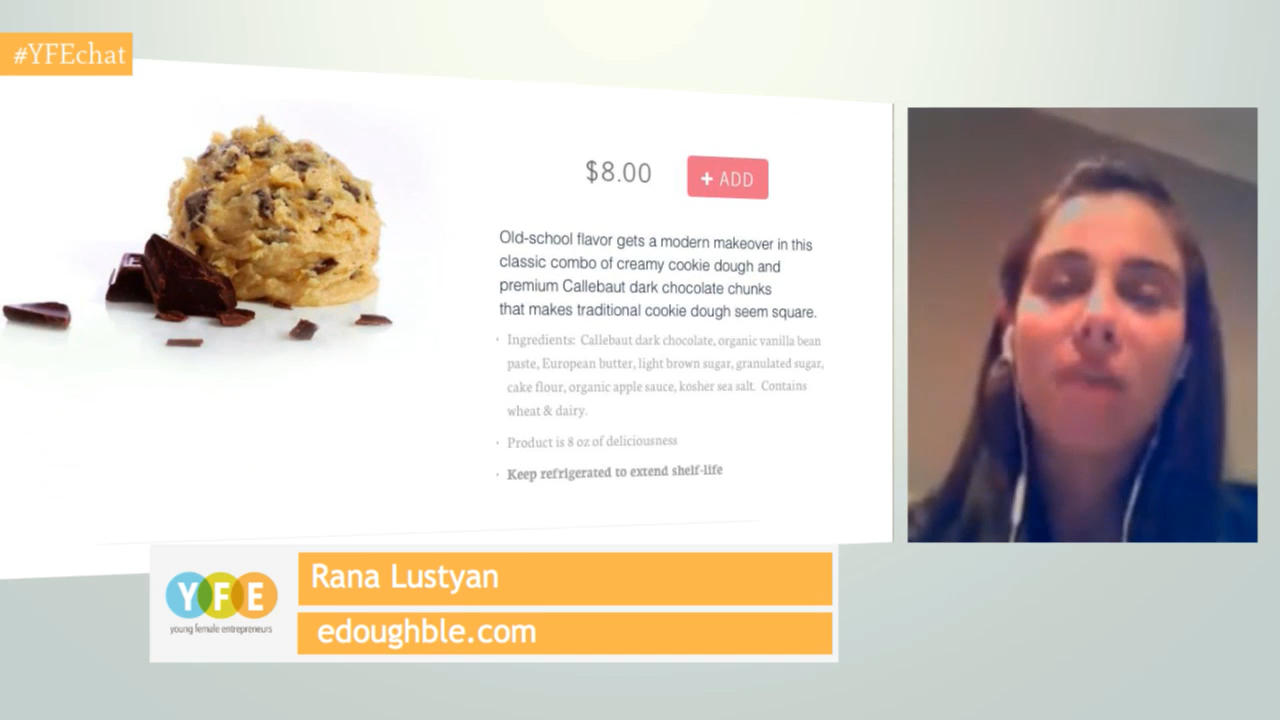 #YFEchat
$8.00
+ ADD
Old-school flavor gets a modern makeover in this
classic combo of creamy cookie dough and
premium Callebaut dark chocolate chunks
that makes traditional cookie dough seem square.
· Ingredients: Callebaut dark chocolate, organic vanilla bean
paste, European butter, light brown sugar, granulated sugar,
cake flour, organic apple sauce, kosher sea salt. Contains
wheat & dairy.
· Product is 8 oz of deliciousness
· Keep refrigerated to extend shelf-life
YFE
young female entrepreneurs
Rana Lustyan
edoughble.com